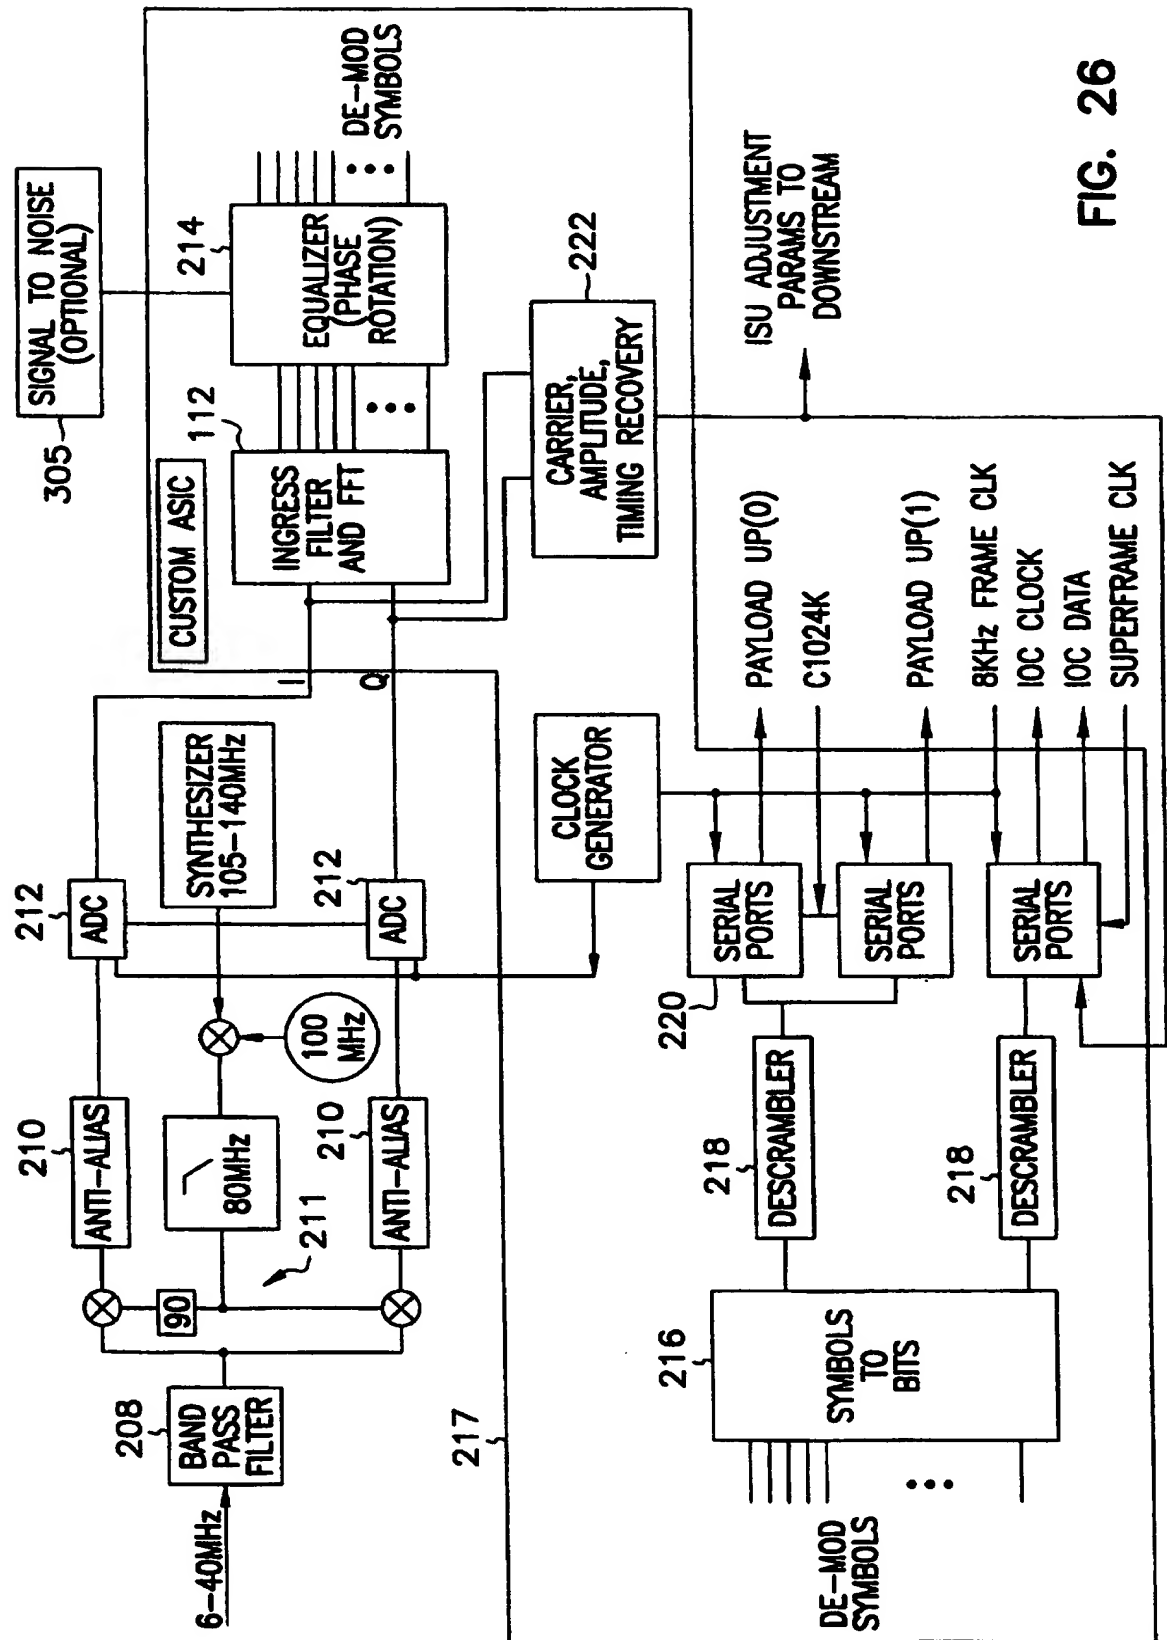 6-40MHz
208
BAND
PASS
FILTER
90
211
210
ANTI-ALIAS
80MHz
210
ANTI-ALIAS
100
MHz
212
ADC
SYNTHESIZER
105-140MHz
212
ADC
I
Q
217
CUSTOM ASIC
305
SIGNAL TO NOISE
(OPTIONAL)
112
INGRESS
FILTER
AND FFT
214
EQUALIZER
(PHASE
ROTATION)
DE-MOD
SYMBOLS
CLOCK
GENERATOR
222
CARRIER,
AMPLITUDE,
TIMING RECOVERY
ISU ADJUSTMENT
PARAMS TO
DOWNSTREAM
DE-MOD
SYMBOLS
216
SYMBOLS
TO
BITS
218
DESCRAMBLER
218
DESCRAMBLER
220
SERIAL
PORTS
SERIAL
PORTS
SERIAL
PORTS
PAYLOAD UP(0)
C1024K
PAYLOAD UP(1)
8KHz FRAME CLK
IOC CLOCK
IOC DATA
SUPERFRAME CLK
FIG. 26